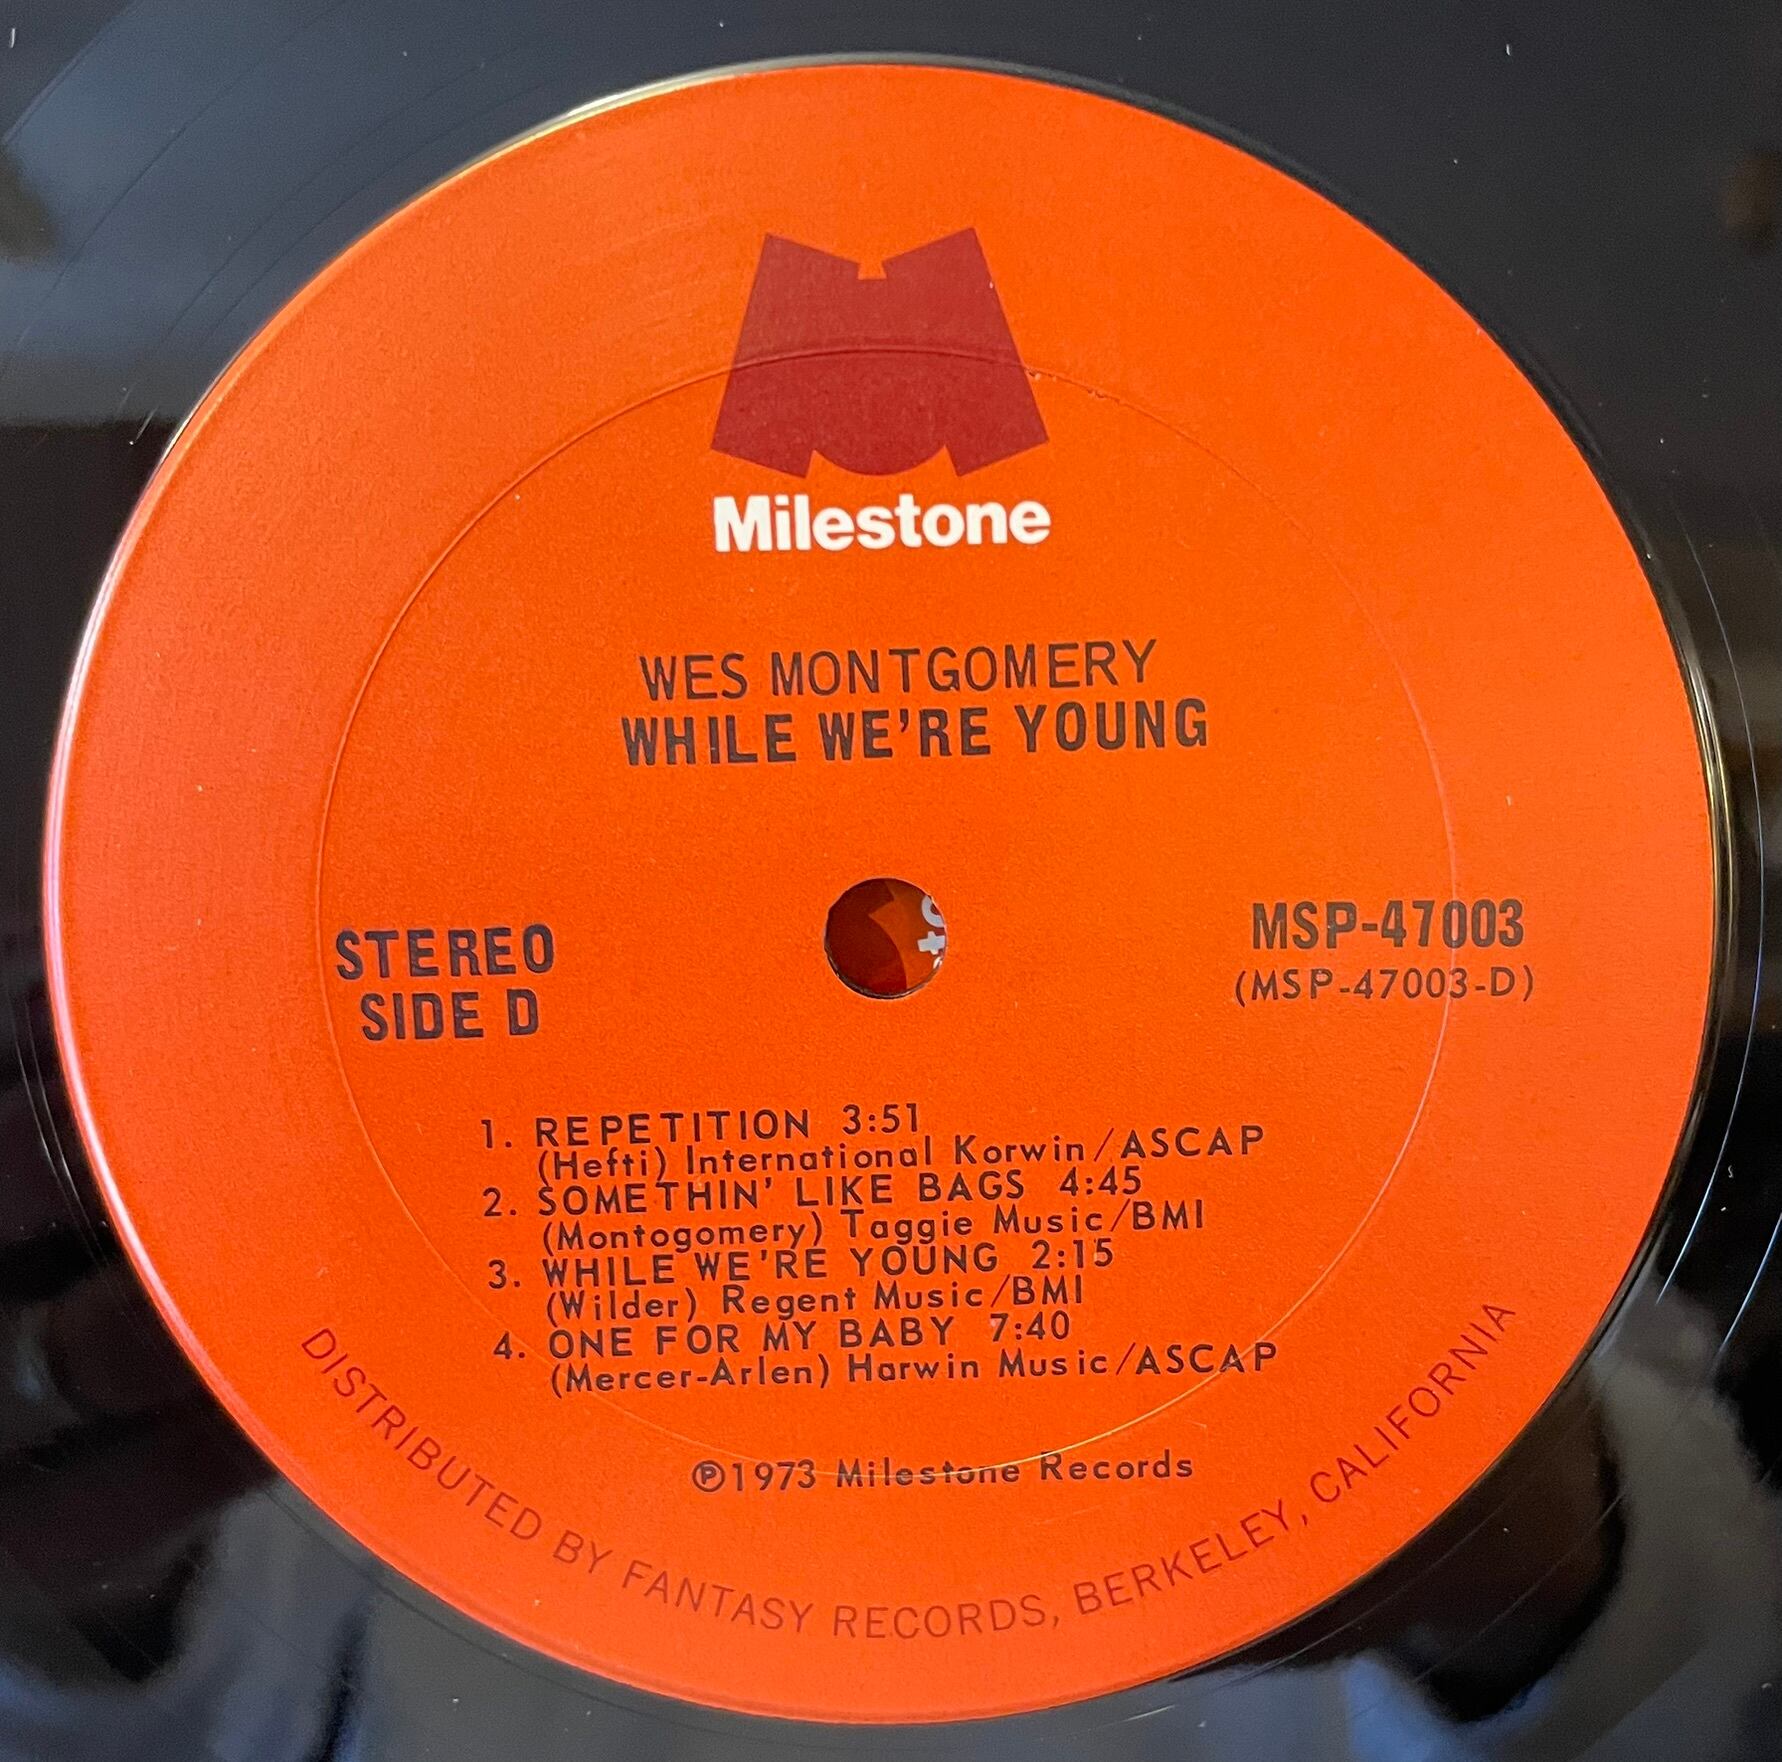 Milestone
WES MONTGOMERY
WHILE WE'RE YOUNG
STEREO
SIDE D
MSP-47003
(MSP-47003-D)
1. REPETITION 3:51
(Hefti) International Korwin/ASCAP
2. SOMETHIN' LIKE BAGS 4:45
(Montogomery) Taggie Music/BMI
3. WHILE WE'RE YOUNG 2:15
(Wilder) Regent Music/BMI
4. ONE FOR MY BABY 7:40
(Mercer-Arlen) Harwin Music/ASCAP
℗1973 Milestone Records
DISTRIBUTED BY FANTASY RECORDS, BERKELEY, CALIFORNIA